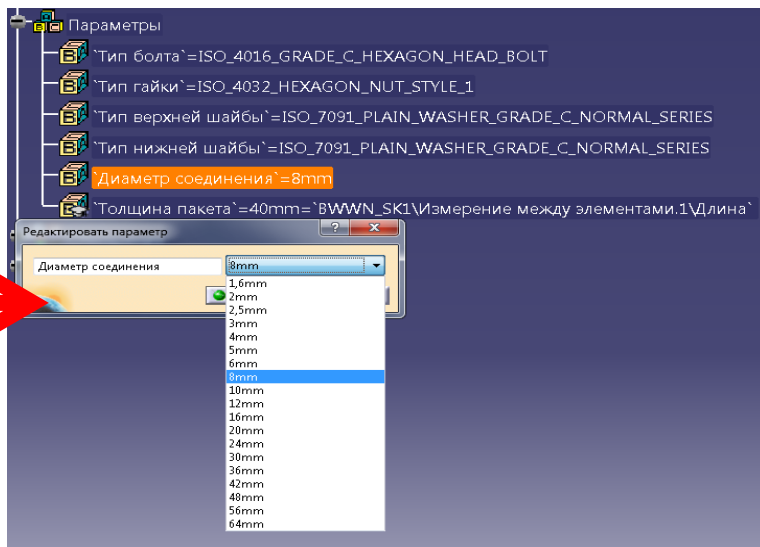 Параметры
`Тип болта`=ISO_4016_GRADE_C_HEXAGON_HEAD_BOLT
`Тип гайки`=ISO_4032_HEXAGON_NUT_STYLE_1
`Тип верхней шайбы`=ISO_7091_PLAIN_WASHER_GRADE_C_NORMAL_SERIES
`Тип нижней шайбы`=ISO_7091_PLAIN_WASHER_GRADE_C_NORMAL_SERIES
`Диаметр соединения`=8mm
`Толщина пакета`=40mm=`BWWN_SK1\Измерение между элементами.1\Длина`
Редактировать параметр
Диаметр соединения 8mm
1,6mm
2mm
2,5mm
3mm
4mm
5mm
6mm
8mm
10mm
12mm
16mm
20mm
24mm
30mm
36mm
42mm
48mm
56mm
64mm